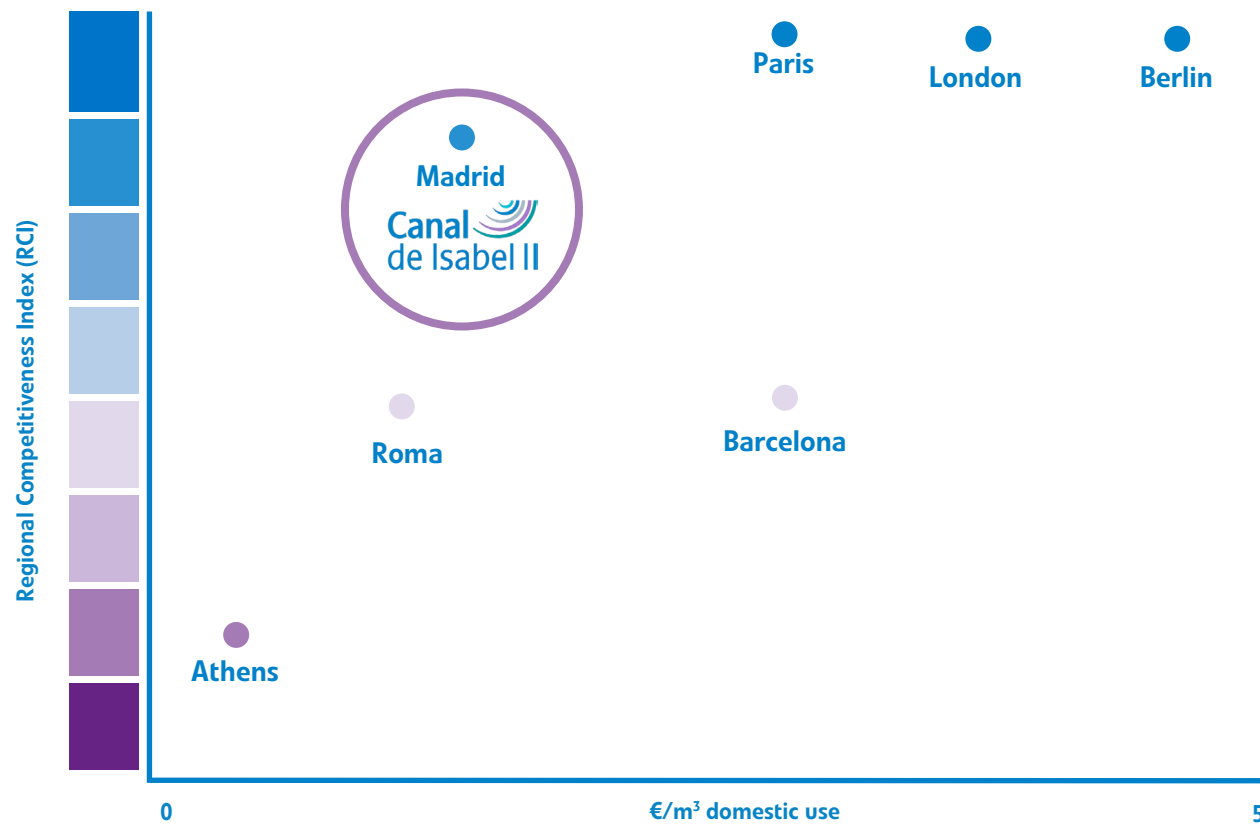 Regional Competitiveness Index (RCI)
Paris
London
Berlin
Madrid
Canal
de Isabel II
Roma
Barcelona
Athens
0
€/m³ domestic use
5